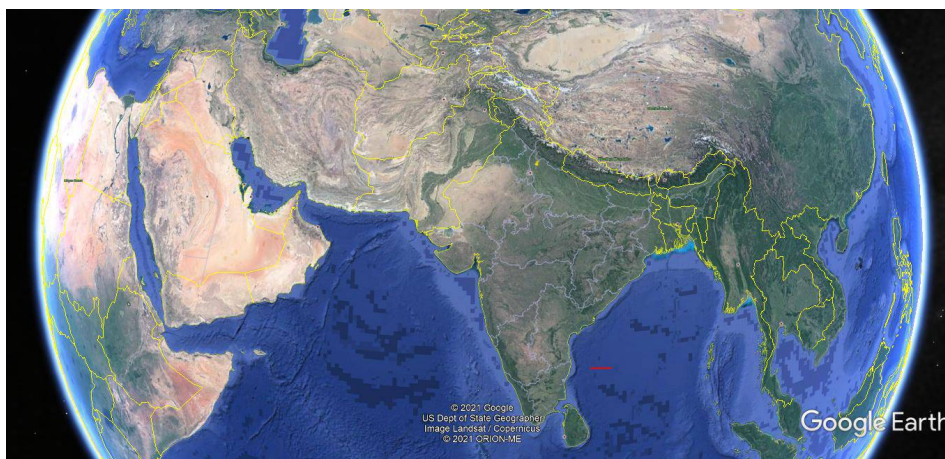 © 2021 Google
US Dept of State Geographer
Image Landsat / Copernicus
© 2021 ORION-ME
Google Earth